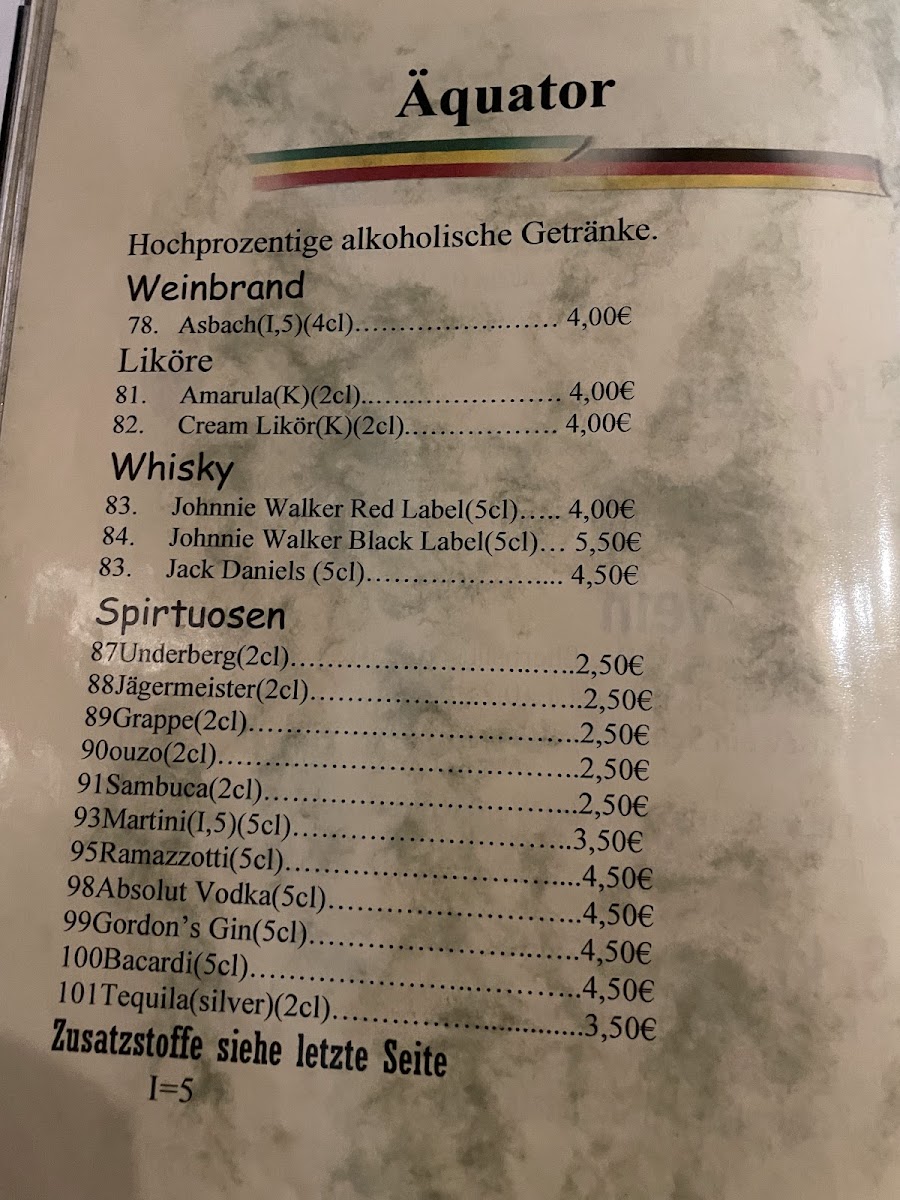 Äquator
Hochprozentige alkoholische Getränke.
Weinbrand
78. Asbach(I,5)(4cl)........................... 4,00€
Liköre
81. Amarula(K)(2cl)......................... 4,00€
82. Cream Likör(K)(2cl).................. 4,00€
Whisky
83. Johnnie Walker Red Label(5cl)..... 4,00€
84. Johnnie Walker Black Label(5cl)... 5,50€
83. Jack Daniels (5cl)....................... 4,50€
Spirtuosen
87Underberg(2cl)....................................2,50€
88Jägermeister(2cl).................................2,50€
89Grappe(2cl).........................................2,50€
90ouzo(2cl).............................................2,50€
91Sambuca(2cl)......................................2,50€
93Martini(I,5)(5cl)..................................3,50€
95Ramazzotti(5cl)....................................4,50€
98Absolut Vodka(5cl)...............................4,50€
99Gordon's Gin(5cl).................................4,50€
100Bacardi(5cl)........................................4,50€
101Tequila(silver)(2cl)..............................3,50€
Zusatzstoffe siehe letzte Seite
I=5